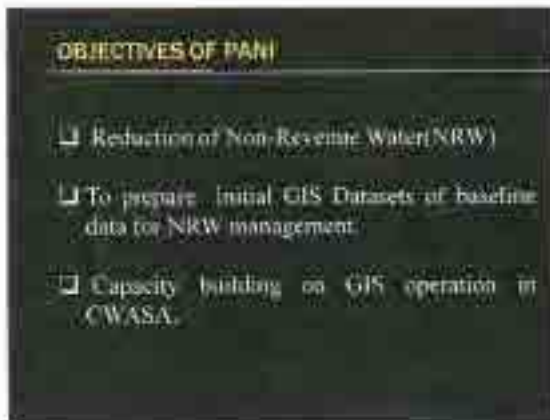 OBJECTIVES OF PANI
Reduction of Non-Revenue Water(NRW)
To prepare initial GIS Datasets of baseline
data for NRW management.
Capacity building on GIS operation in
CWASA.